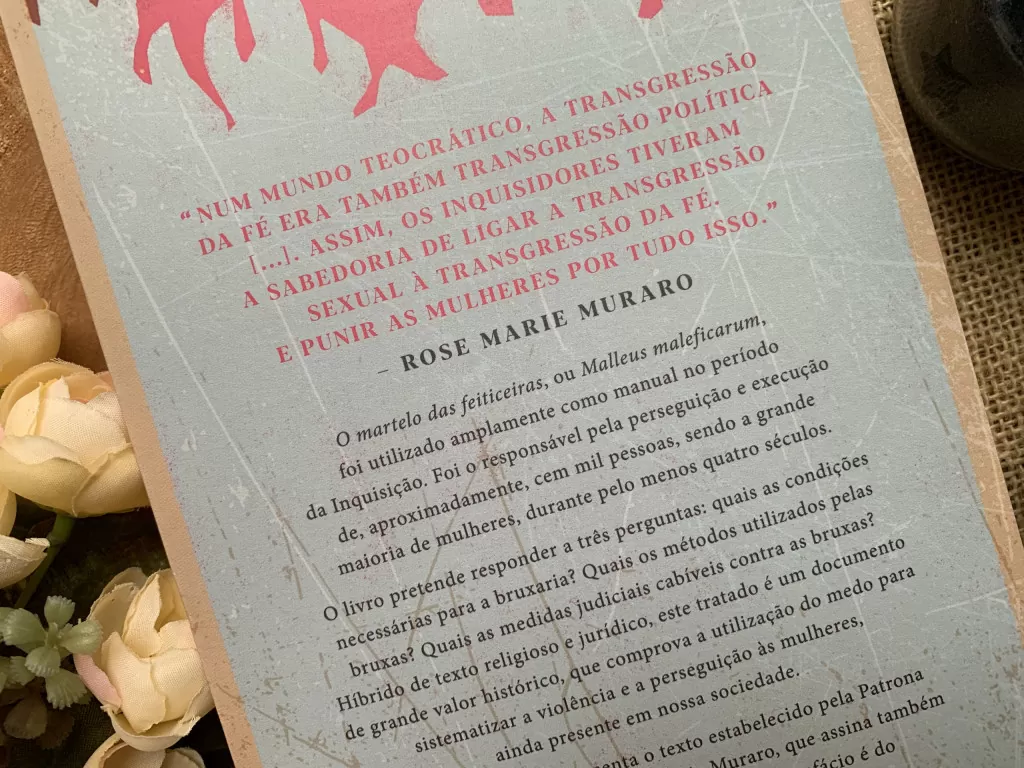 “NUM MUNDO TEOCRÁTICO, A TRANSGRESSÃO
DA FÉ ERA TAMBÉM TRANSGRESSÃO POLÍTICA
[...]. ASSIM, OS INQUISIDORES TIVERAM
A SABEDORIA DE LIGAR A TRANSGRESSÃO
SEXUAL À TRANSGRESSÃO DA FÉ.
E PUNIR AS MULHERES POR TUDO ISSO.”
– ROSE MARIE MURARO
O martelo das feiticeiras, ou Malleus maleficarum,
foi utilizado amplamente como manual no período
da Inquisição. Foi o responsável pela perseguição e execução
de, aproximadamente, cem mil pessoas, sendo a grande
maioria de mulheres, durante pelo menos quatro séculos.
O livro pretende responder a três perguntas: quais as condições
necessárias para a bruxaria? Quais os métodos utilizados pelas
bruxas? Quais as medidas judiciais cabíveis contra as bruxas?
Híbrido de texto religioso e jurídico, este tratado é um documento
de grande valor histórico, que comprova a utilização do medo para
sistematizar a violência e a perseguição às mulheres,
ainda presente em nossa sociedade.
o texto estabelecido pela Patrona
Muraro, que assina também
é do